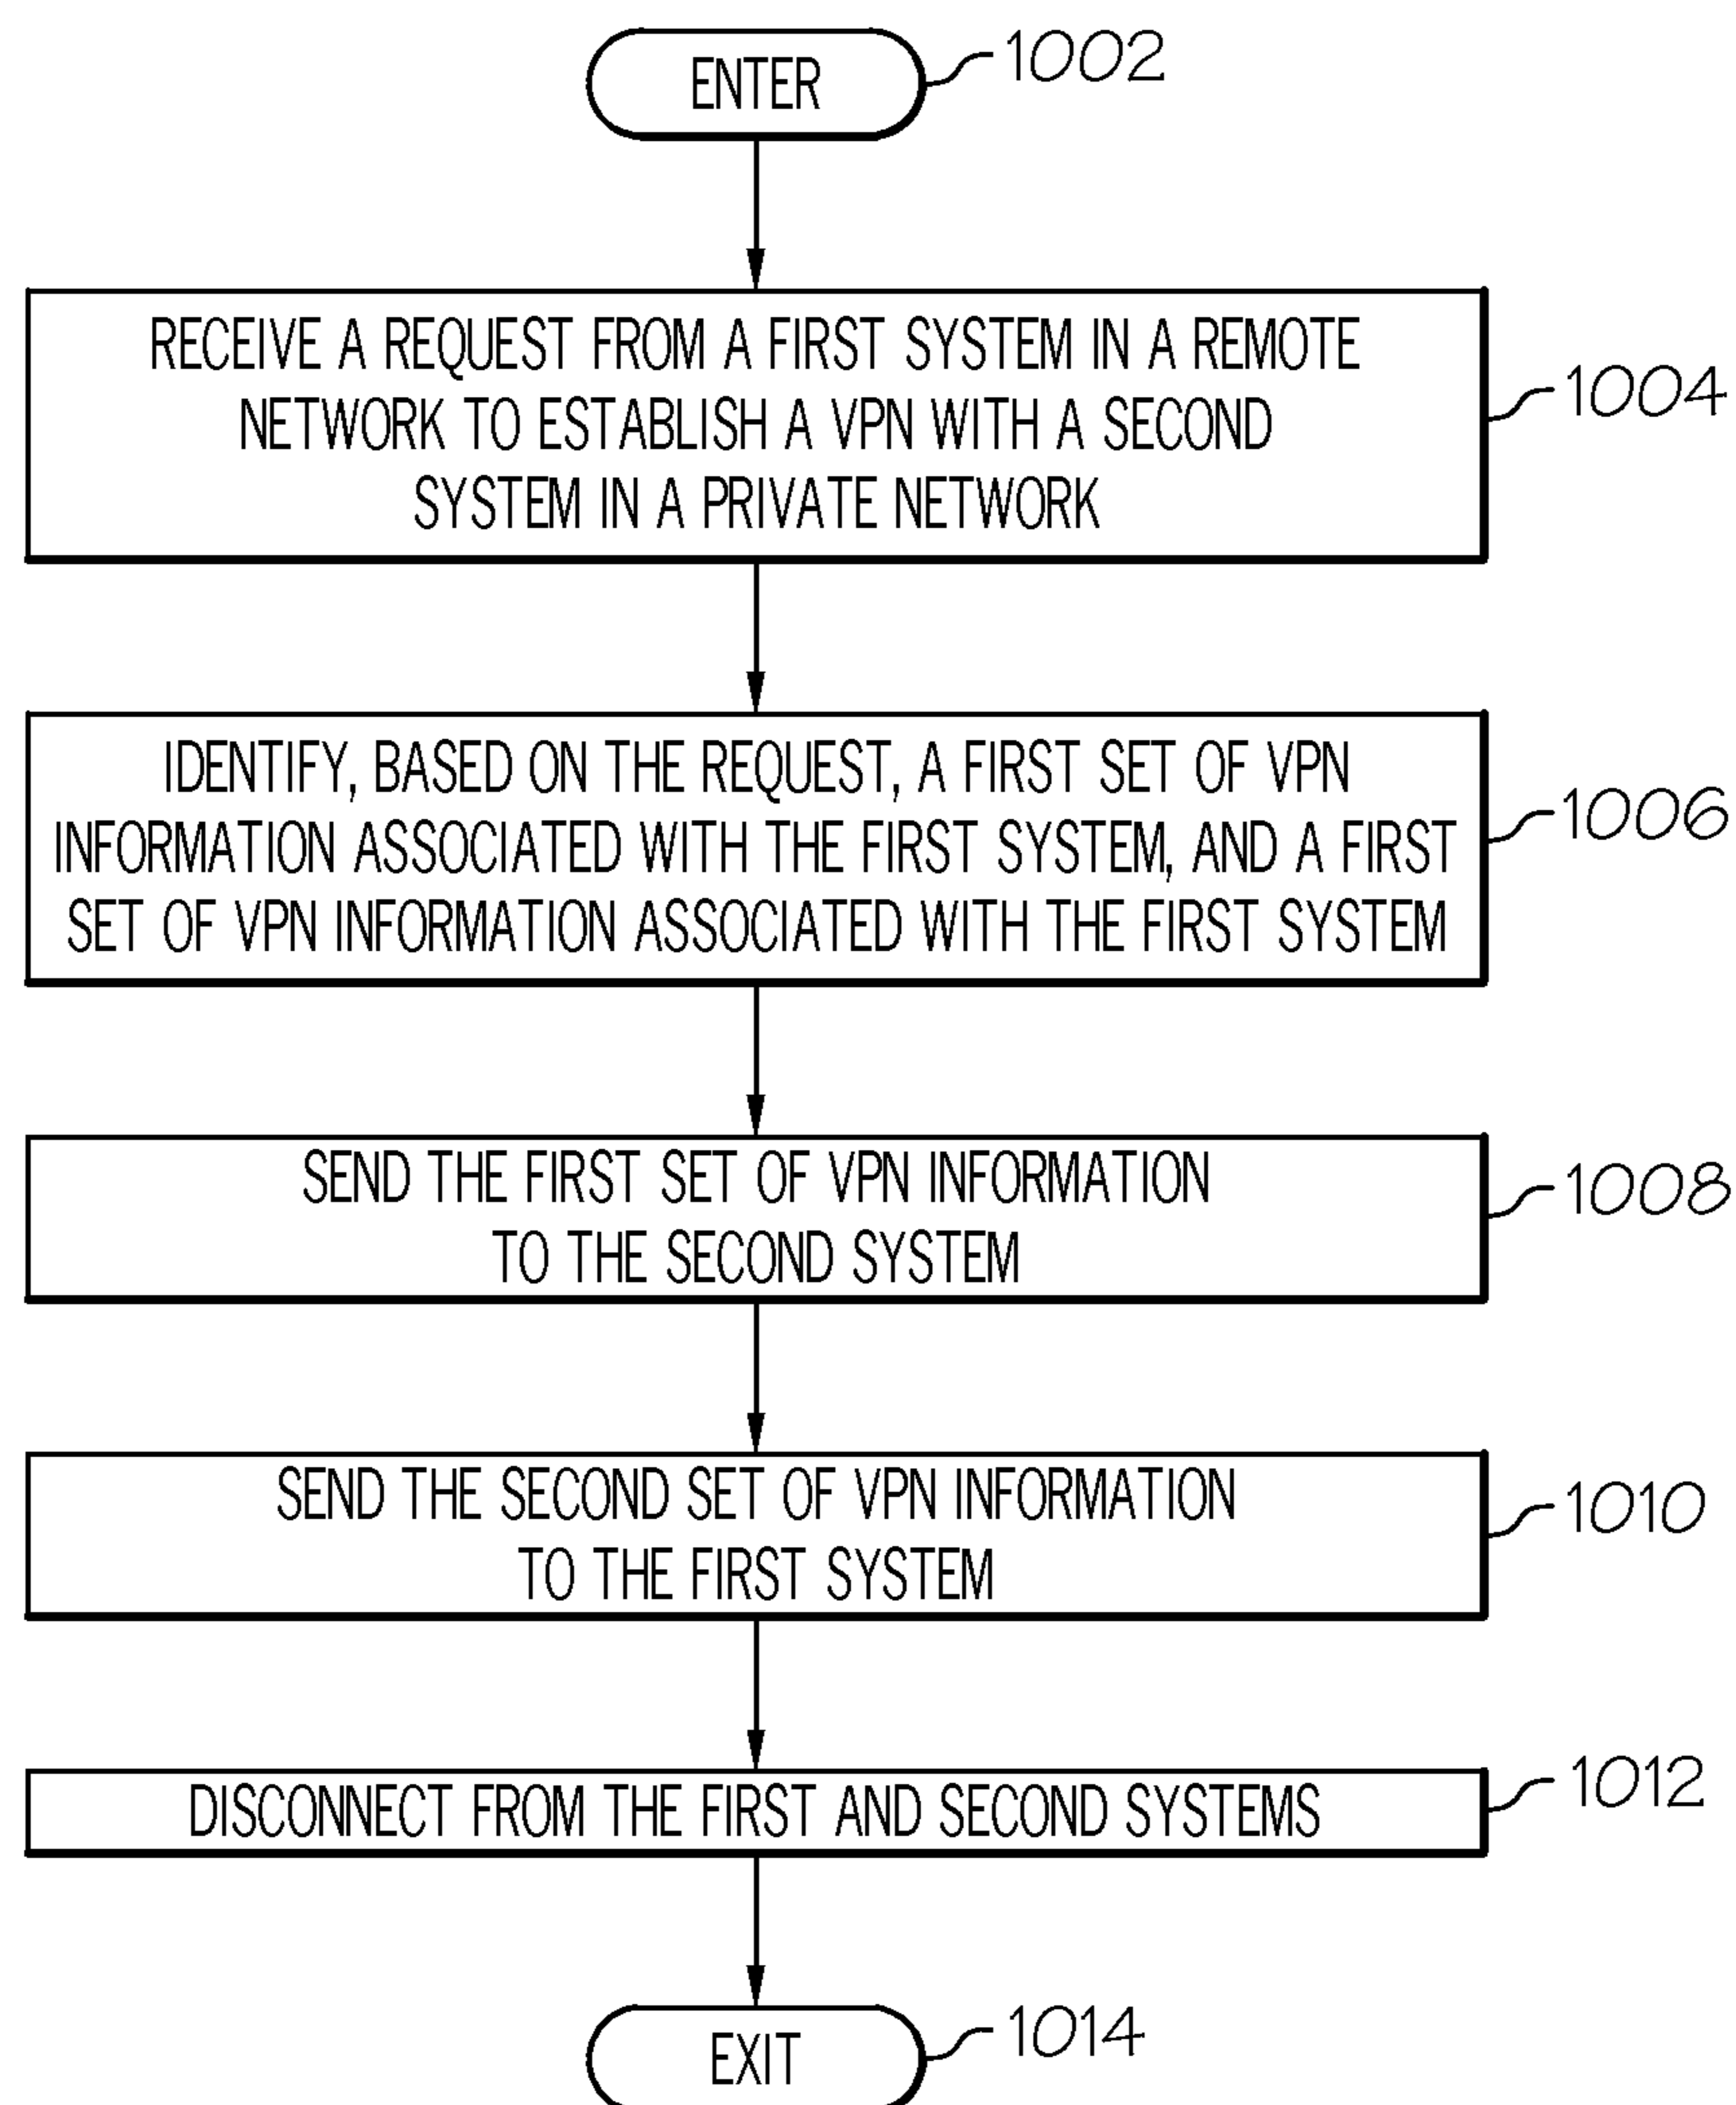 ENTER
1002
RECEIVE A REQUEST FROM A FIRST SYSTEM IN A REMOTE
NETWORK TO ESTABLISH A VPN WITH A SECOND
SYSTEM IN A PRIVATE NETWORK
1004
IDENTIFY, BASED ON THE REQUEST, A FIRST SET OF VPN
INFORMATION ASSOCIATED WITH THE FIRST SYSTEM, AND A FIRST
SET OF VPN INFORMATION ASSOCIATED WITH THE FIRST SYSTEM
1006
SEND THE FIRST SET OF VPN INFORMATION
TO THE SECOND SYSTEM
1008
SEND THE SECOND SET OF VPN INFORMATION
TO THE FIRST SYSTEM
1010
DISCONNECT FROM THE FIRST AND SECOND SYSTEMS
1012
EXIT
1014